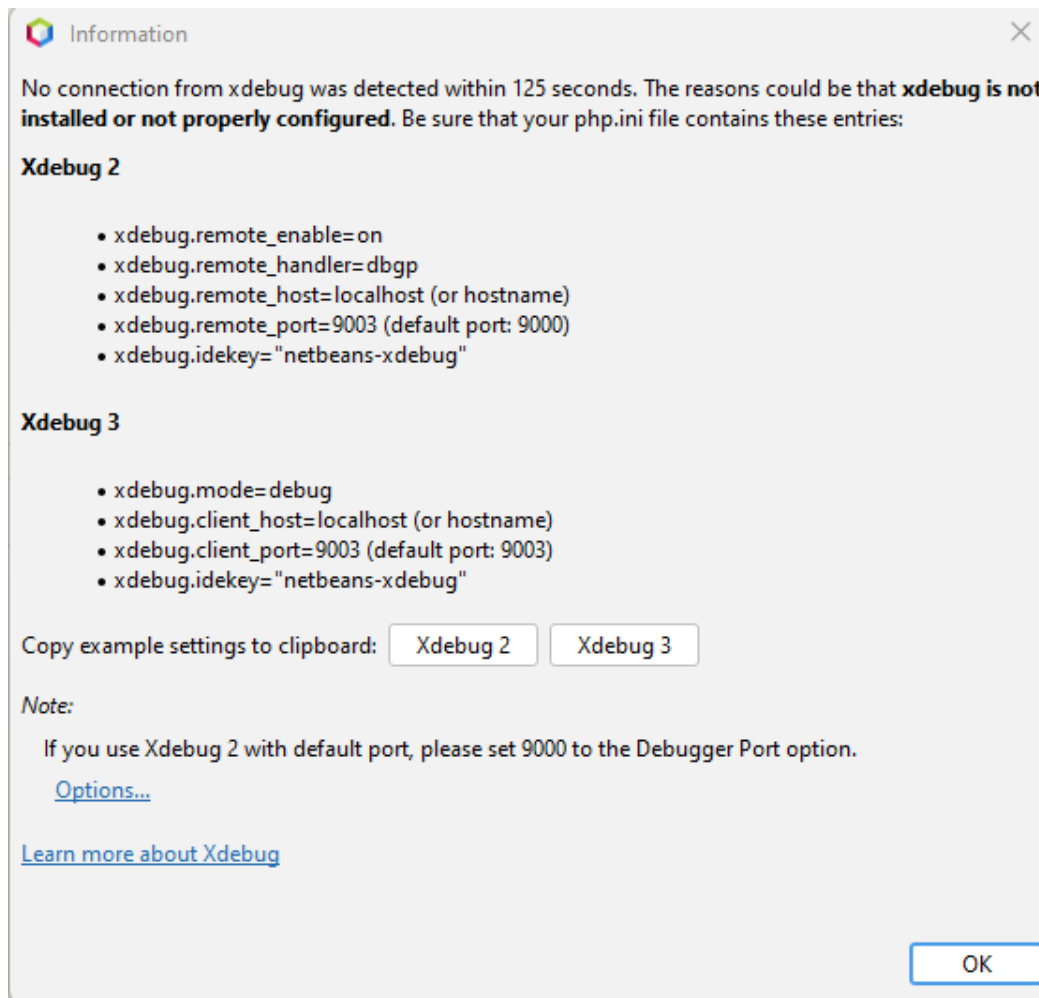 Information
No connection from xdebug was detected within 125 seconds. The reasons could be that xdebug is not
installed or not properly configured. Be sure that your php.ini file contains these entries:
Xdebug 2
• xdebug.remote_enable=on
• xdebug.remote_handler=dbgp
• xdebug.remote_host=localhost (or hostname)
• xdebug.remote_port=9003 (default port: 9000)
• xdebug.idekey="netbeans-xdebug"
Xdebug 3
• xdebug.mode=debug
• xdebug.client_host=localhost (or hostname)
• xdebug.client_port=9003 (default port: 9003)
• xdebug.idekey="netbeans-xdebug"
Copy example settings to clipboard: Xdebug 2 Xdebug 3
Note:
If you use Xdebug 2 with default port, please set 9000 to the Debugger Port option.
Options...
Learn more about Xdebug
OK